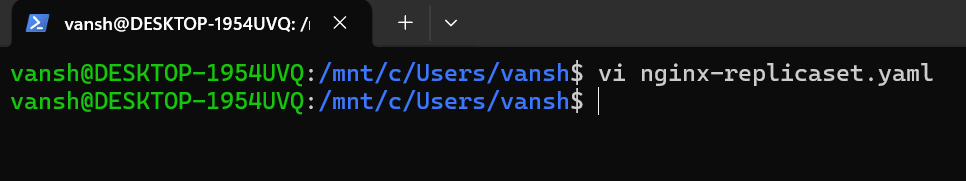 vansh@DESKTOP-1954UVQ: /r
vansh@DESKTOP-1954UVQ:/mnt/c/Users/vansh$ vi nginx-replicaset.yaml
vansh@DESKTOP-1954UVQ:/mnt/c/Users/vansh$